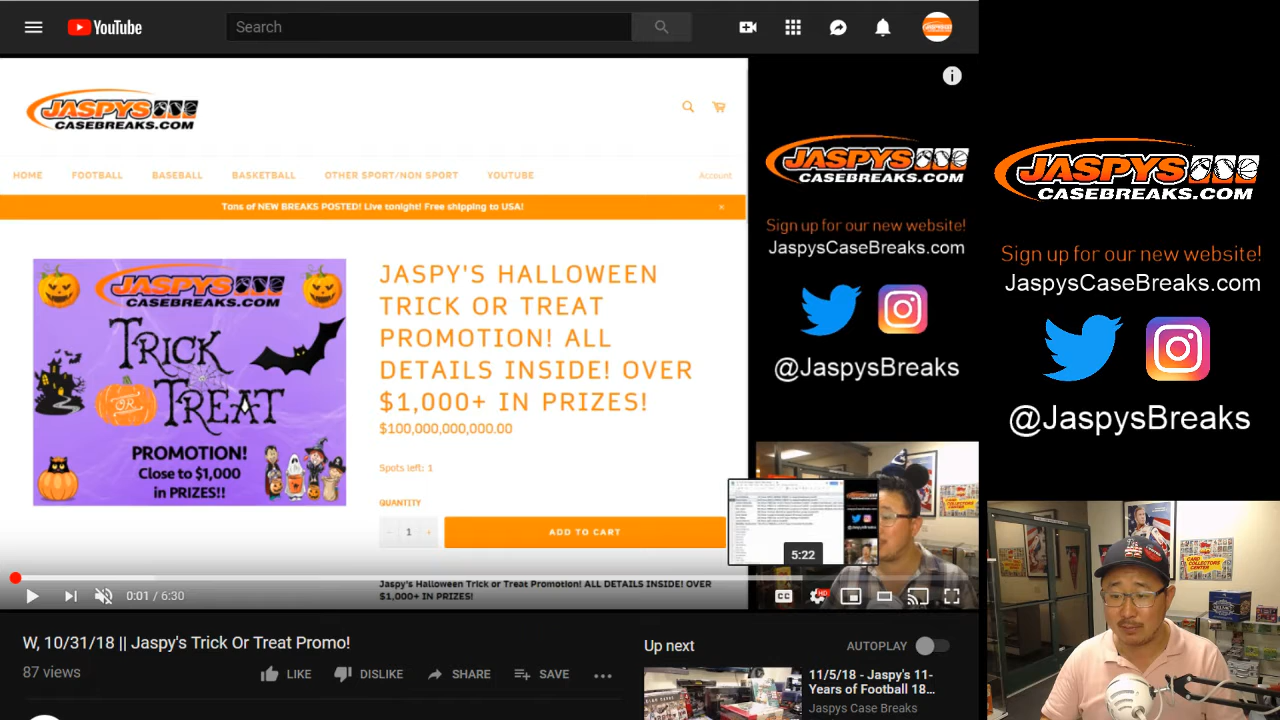 YouTube
Search
JASPYS
CASEBREAKS.COM
HOME
FOOTBALL
BASEBALL
BASKETBALL
OTHER SPORT/NON SPORT
YOUTUBE
Account
Tons of NEW BREAKS POSTED! Live tonight! Free shipping to USA!
×
JASPYS
CASEBREAKS.COM
TRICK
OR
TREAT
PROMOTION!
Close to $1,000
in PRIZES!!
JASPY'S HALLOWEEN
TRICK OR TREAT
PROMOTION! ALL
DETAILS INSIDE! OVER
$1,000+ IN PRIZES!
$100,000,000,000.00
Spots left: 1
QUANTITY
- 1 +
ADD TO CART
Jaspy's Halloween Trick or Treat Promotion! ALL DETAILS INSIDE! OVER
$1,000+ IN PRIZES!
JASPYS
CASEBREAKS.COM
Sign up for our new website!
JaspysCaseBreaks.com
@JaspysBreaks
5:22
0:01 / 6:30
CC
HD
W, 10/31/18 || Jaspy's Trick Or Treat Promo!
87 views
LIKE
DISLIKE
SHARE
SAVE
Up next
AUTOPLAY
11/5/18 - Jaspy's 11-
Years of Football 18...
Jaspys Case Breaks
JASPYS
CASEBREAKS.COM
Sign up for our new website!
JaspysCaseBreaks.com
@JaspysBreaks
CARD
COLLECTORS
CENTER